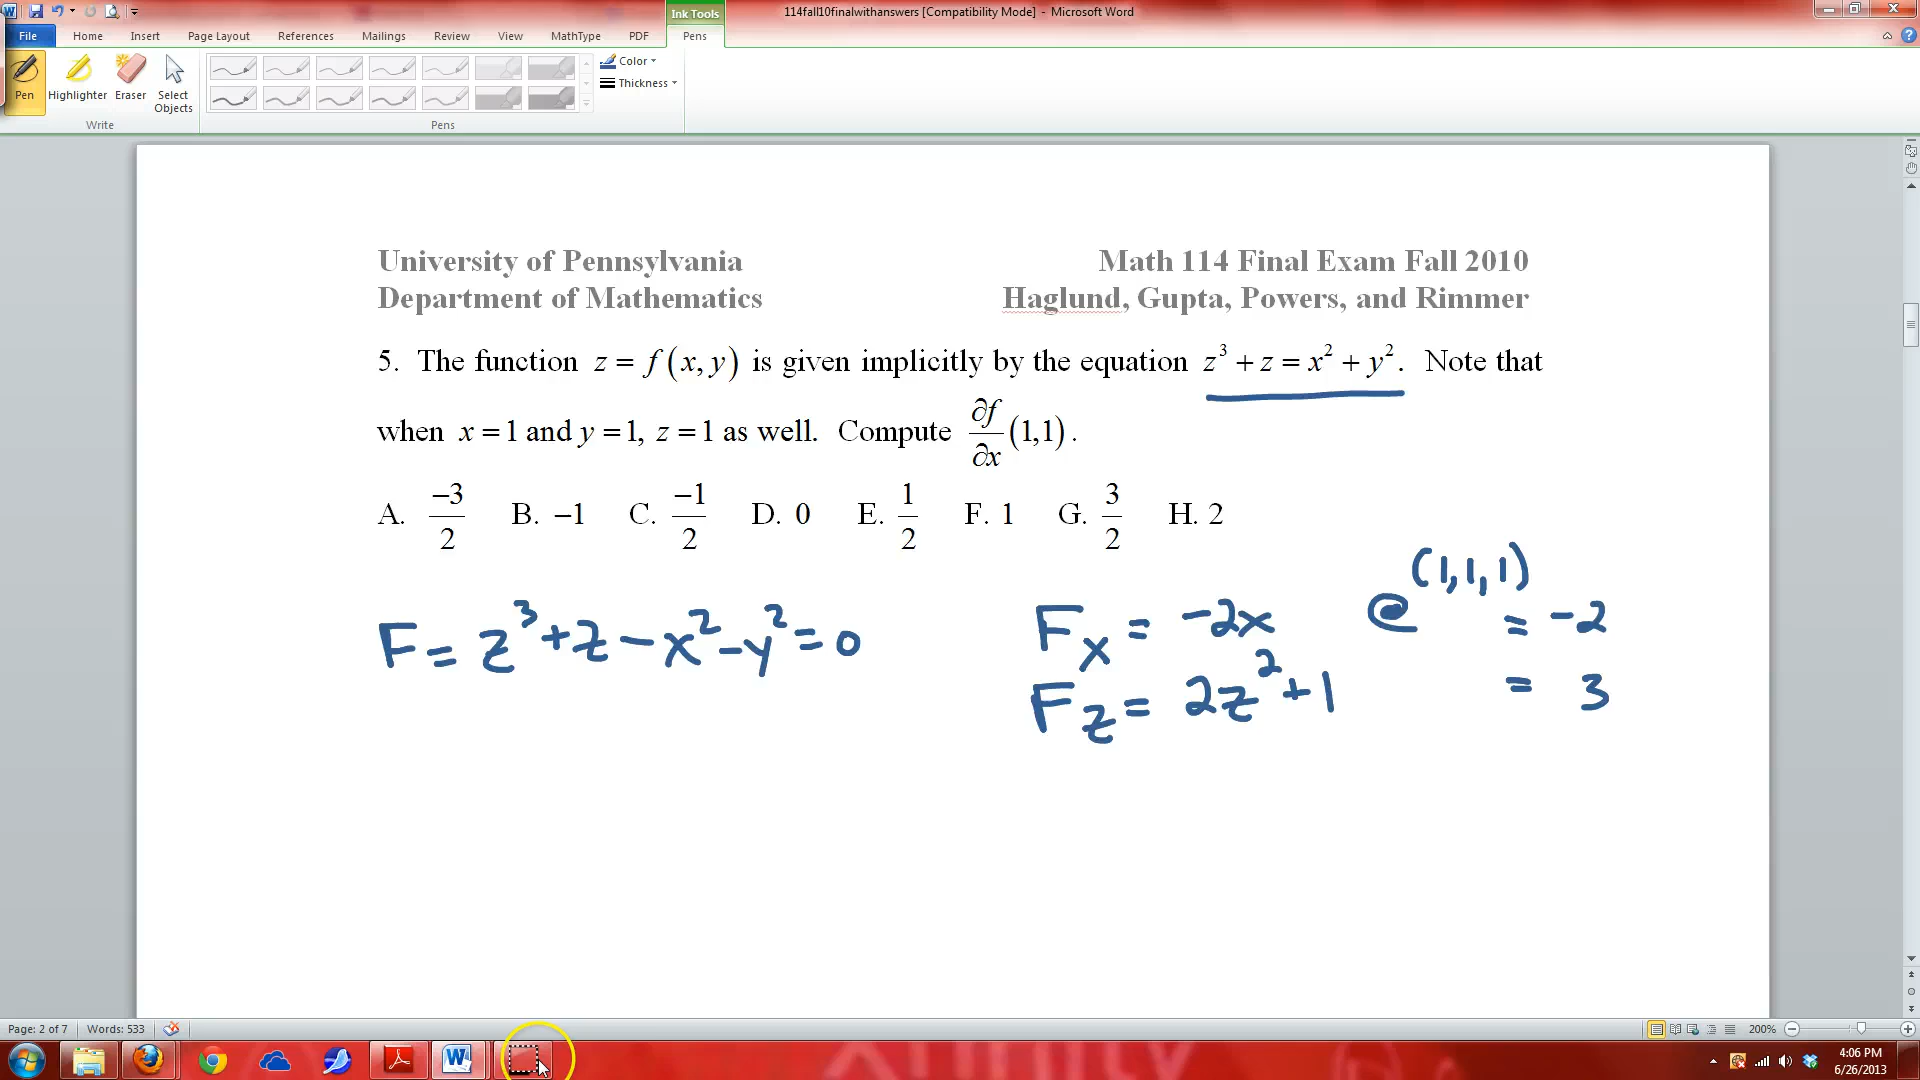 114fall10finalwithanswers [Compatibility Mode] - Microsoft Word
Ink Tools
File Home Insert Page Layout References Mailings Review View MathType PDF Pens
Pen Highlighter Eraser Select Objects
Color
Thickness
Write Pens
University of Pennsylvania Math 114 Final Exam Fall 2010
Department of Mathematics Haglund, Gupta, Powers, and Rimmer
5. The function z = f(x, y) is given implicitly by the equation z³ + z = x² + y². Note that
when x = 1 and y = 1, z = 1 as well. Compute ∂f/∂x (1,1).
A. −3/2 B. −1 C. −1/2 D. 0 E. 1/2 F. 1 G. 3/2 H. 2
F = z³ + z − x² − y² = 0
F_x = −2x @ (1, 1, 1) = −2
F_z = 2z² + 1 = 3
Page: 2 of 7 Words: 533 200%
4:06 PM
6/26/2013